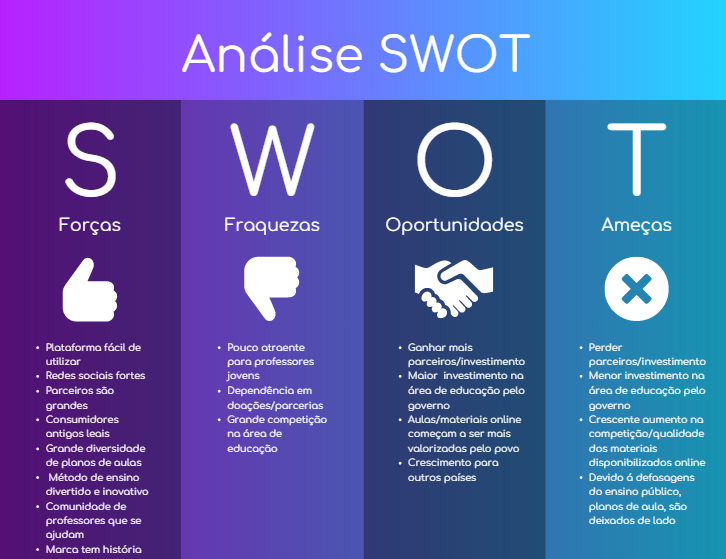 Análise SWOT
S
Forças
• Plataforma fácil de
utilizar
• Redes sociais fortes
• Parceiros são
grandes
• Consumidores
antigos leais
• Grande diversidade
de planos de aulas
• Método de ensino
divertido e inovativo
• Comunidade de
professores que se
ajudam
• Marca tem história
W
Fraquezas
• Pouco atraente
para professores
jovens
• Dependência em
doações/parcerias
• Grande competição
na área de
educação
O
Oportunidades
• Ganhar mais
parceiros/investimento
• Maior investimento na
área de educação pelo
governo
• Aulas/materiais online
começam a ser mais
valorizadas pelo povo
• Crescimento para
outros países
T
Ameças
• Perder
parceiros/investimento
• Menor investimento na
área de educação pelo
governo
• Crescente aumento na
competição/qualidade
dos materiais
disponibilizados online
• Devido á defasagens
do ensino público,
planos de aula, são
deixados de lado